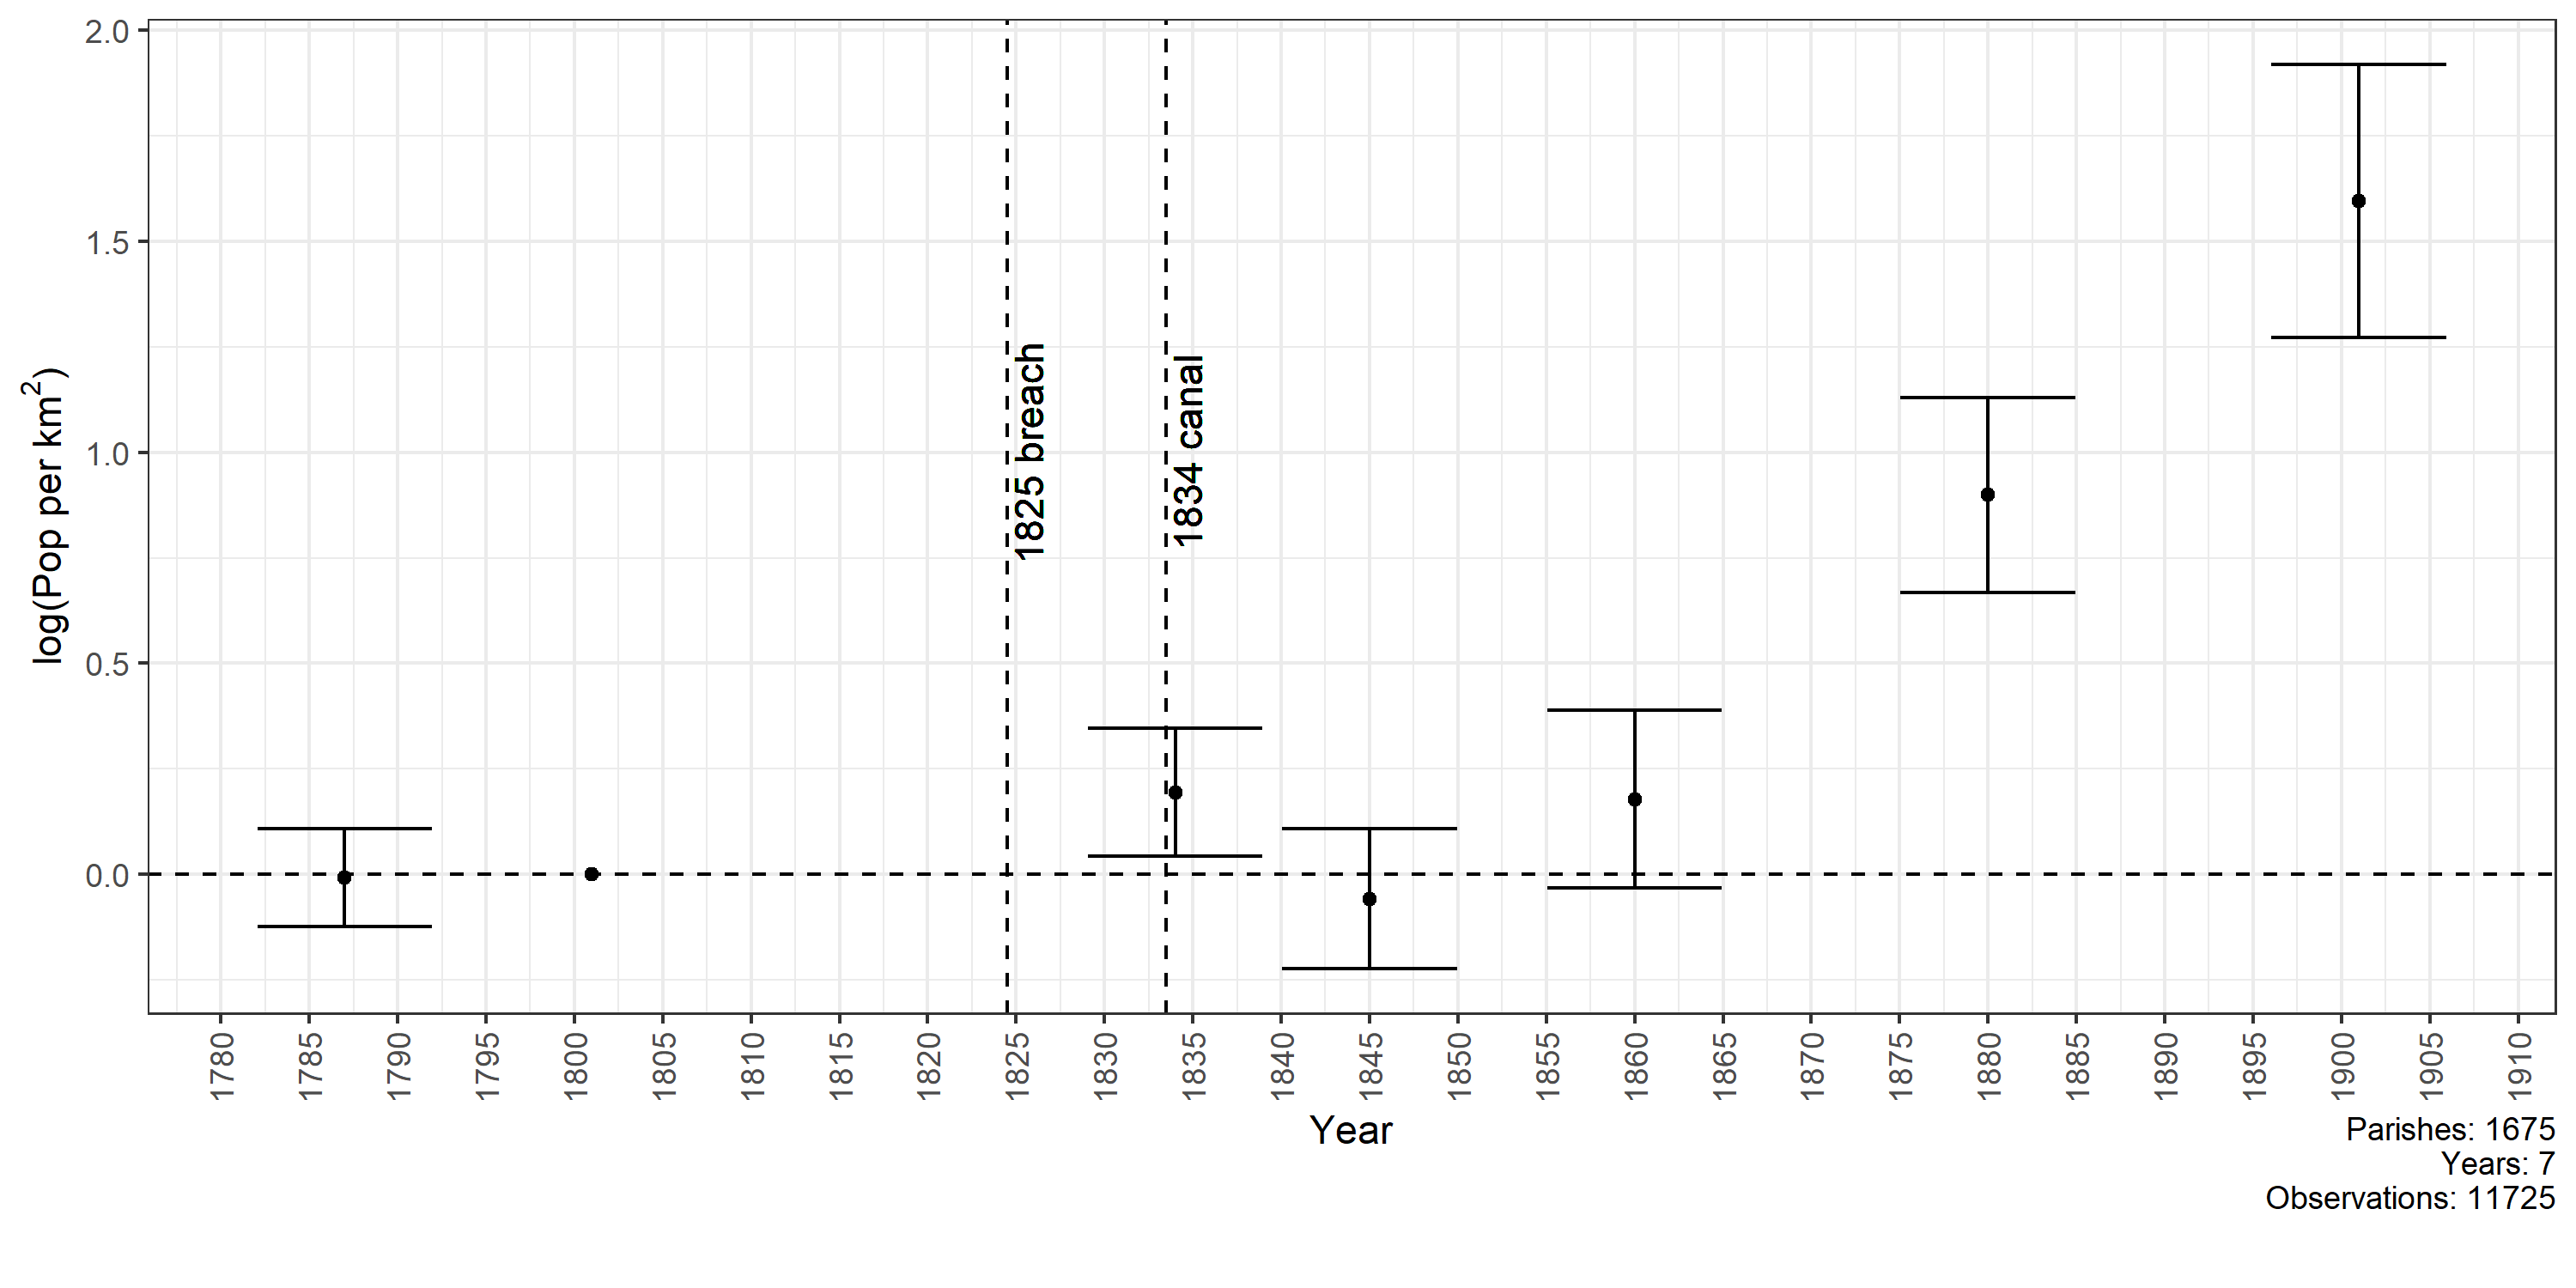 2.0
1.5
1.0
0.5
0.0
log(Pop per km²)
1825 breach
1834 canal
1780 1785 1790 1795 1800 1805 1810 1815 1820 1825 1830 1835 1840 1845 1850 1855 1860 1865 1870 1875 1880 1885 1890 1895 1900 1905 1910
Year
Parishes: 1675
Years: 7
Observations: 11725